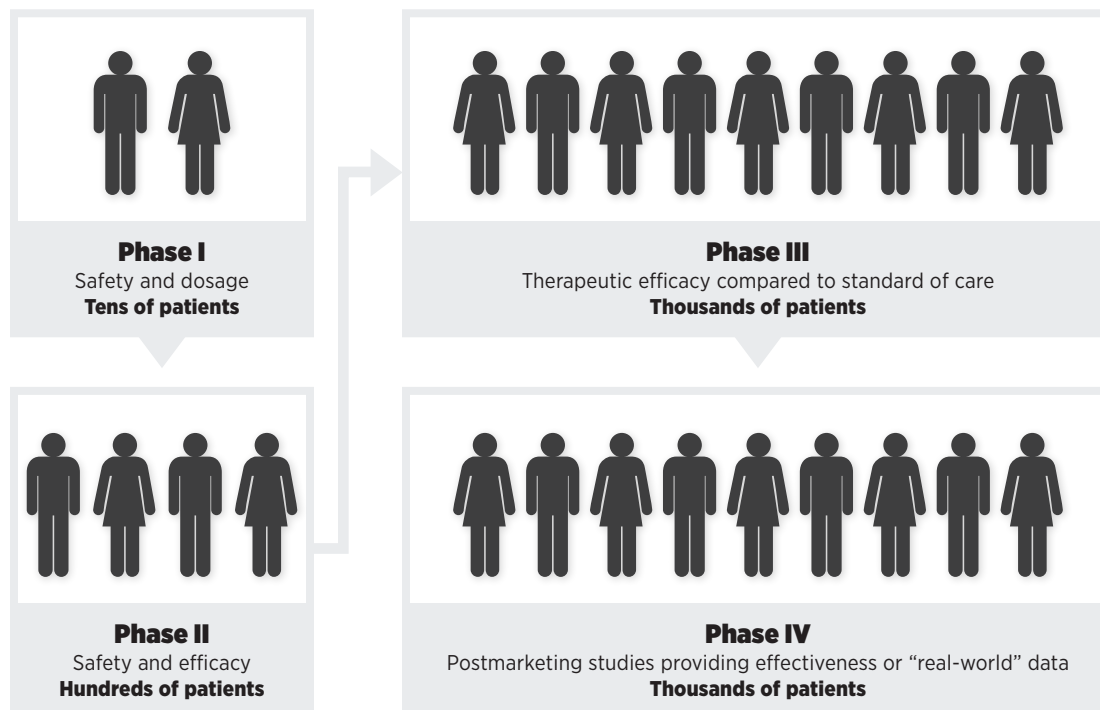 Phase I
Safety and dosage
Tens of patients
Phase II
Safety and efficacy
Hundreds of patients
Phase III
Therapeutic efficacy compared to standard of care
Thousands of patients
Phase IV
Postmarketing studies providing effectiveness or “real-world” data
Thousands of patients